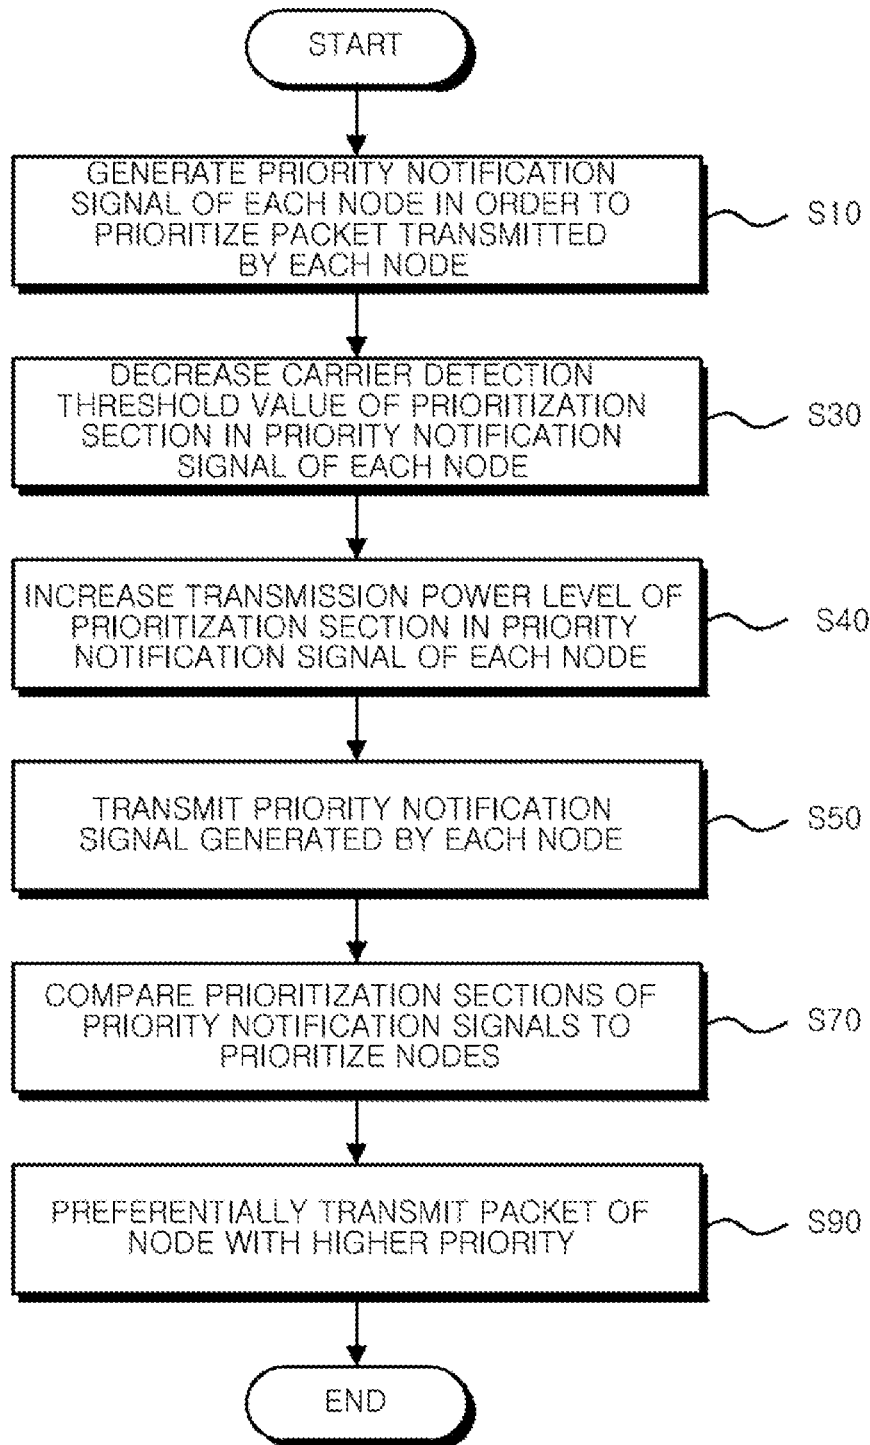 START
GENERATE PRIORITY NOTIFICATION
SIGNAL OF EACH NODE IN ORDER TO
PRIORITIZE PACKET TRANSMITTED
BY EACH NODE
S10
DECREASE CARRIER DETECTION
THRESHOLD VALUE OF PRIORITIZATION
SECTION IN PRIORITY NOTIFICATION
SIGNAL OF EACH NODE
S30
INCREASE TRANSMISSION POWER LEVEL OF
PRIORITIZATION SECTION IN PRIORITY
NOTIFICATION SIGNAL OF EACH NODE
S40
TRANSMIT PRIORITY NOTIFICATION
SIGNAL GENERATED BY EACH NODE
S50
COMPARE PRIORITIZATION SECTIONS OF
PRIORITY NOTIFICATION SIGNALS TO
PRIORITIZE NODES
S70
PREFERENTIALLY TRANSMIT PACKET OF
NODE WITH HIGHER PRIORITY
S90
END